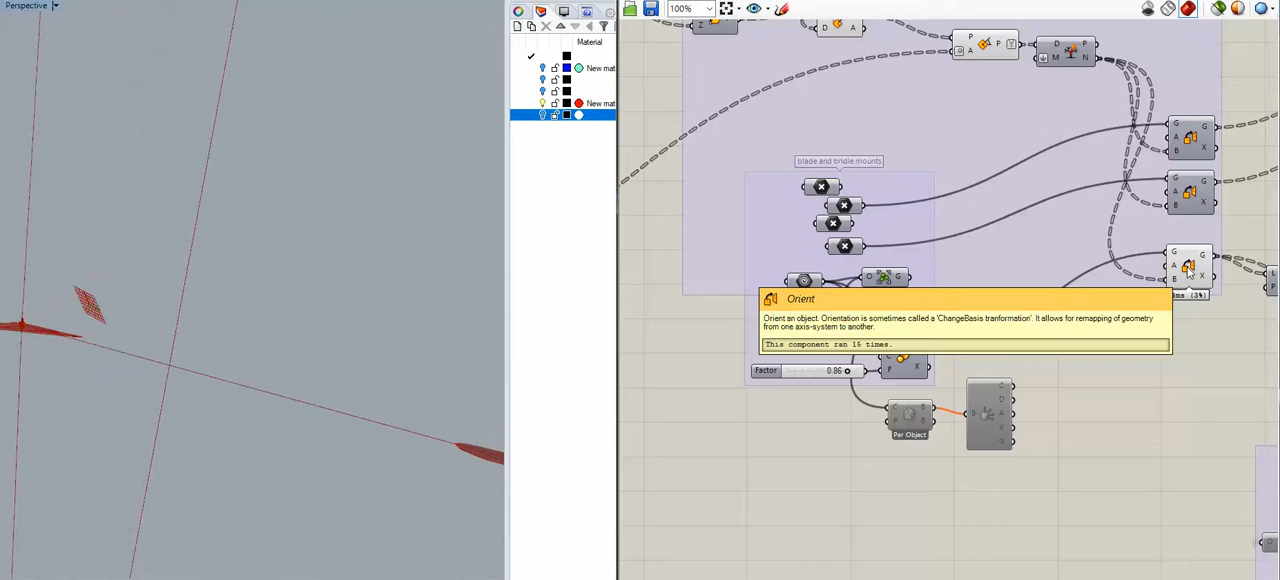 Perspective
100%
Material
New mat
New mat
Z
D A
P A P
D M P N
G A B G X
G A B G X
G A B G X
blade and bridle mounts
O G
L P
ms (3%)
Orient
Orient an object. Orientation is sometimes called a 'ChangeBasis tranformation'. It allows for remapping of geometry
from one axis-system to another.
This component ran 15 times.
Factor 0.86
F X
C P B B
Per Object
B C D A V d